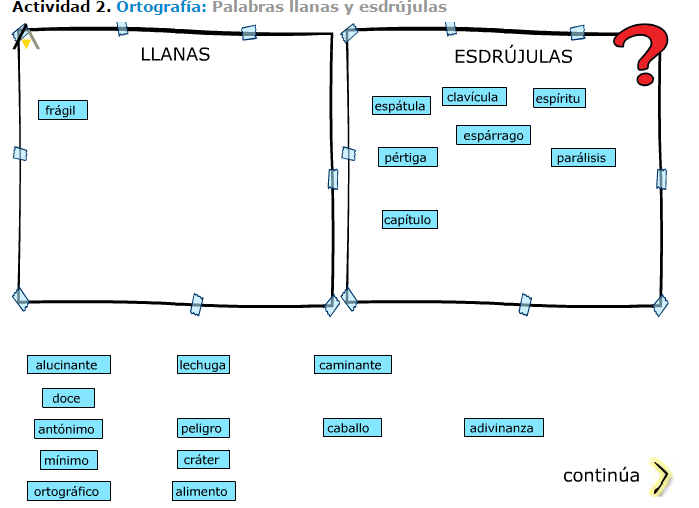 Actividad 2. Ortografía: Palabras llanas y esdrújulas
LLANAS
frágil
ESDRÚJULAS
?
espátula clavícula espíritu
espárrago
pértiga parálisis
capítulo
alucinante lechuga caminante
doce
antónimo peligro caballo adivinanza
mínimo cráter
ortográfico alimento
continúa